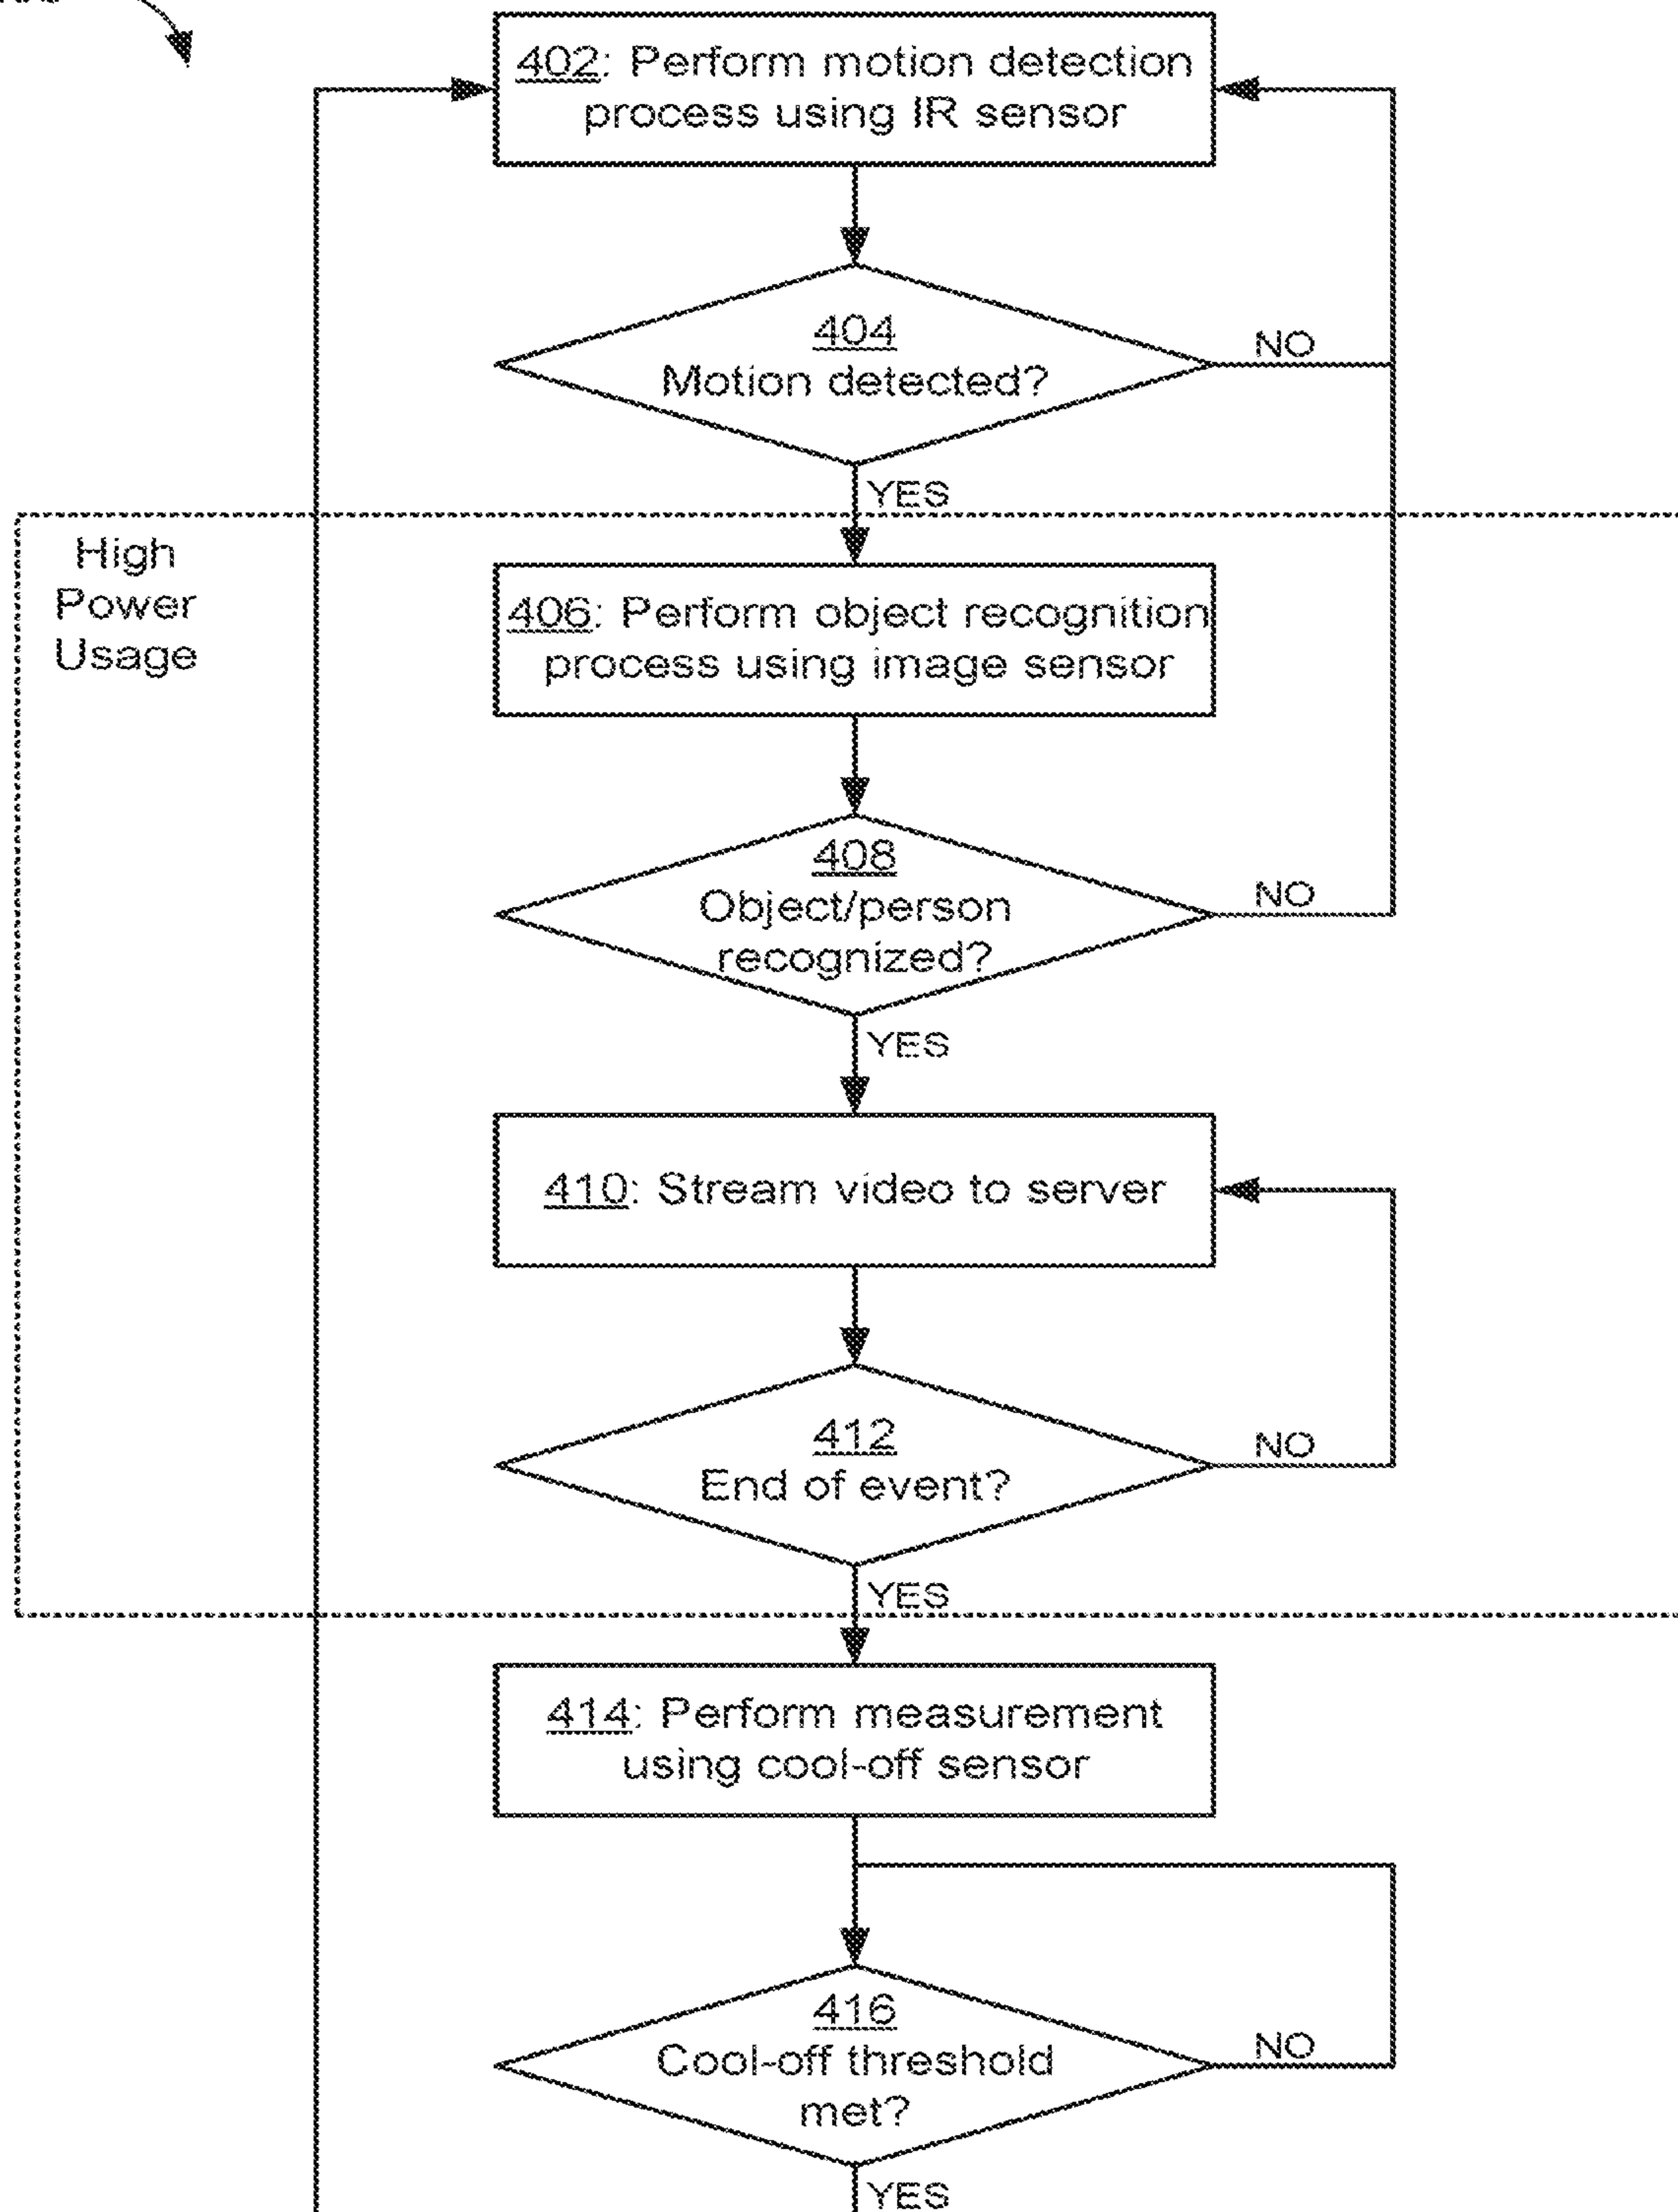 402: Perform motion detection
process using IR sensor
404
Motion detected?
NO
YES
High
Power
Usage
406: Perform object recognition
process using image sensor
408
Object/person
recognized?
NO
YES
410: Stream video to server
412
End of event?
NO
YES
414: Perform measurement
using cool-off sensor
416
Cool-off threshold
met?
NO
YES